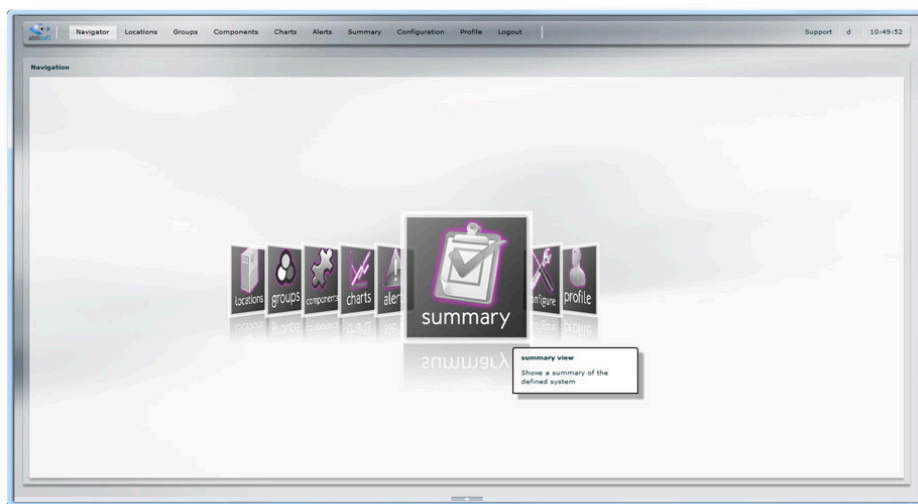 abilisoft
Navigator Locations Groups Components Charts Alerts Summary Configuration Profile Logout Support d 10:49:52
Navigation
locations groups components charts summary profile
summary view
Shows a summary of the
defined system